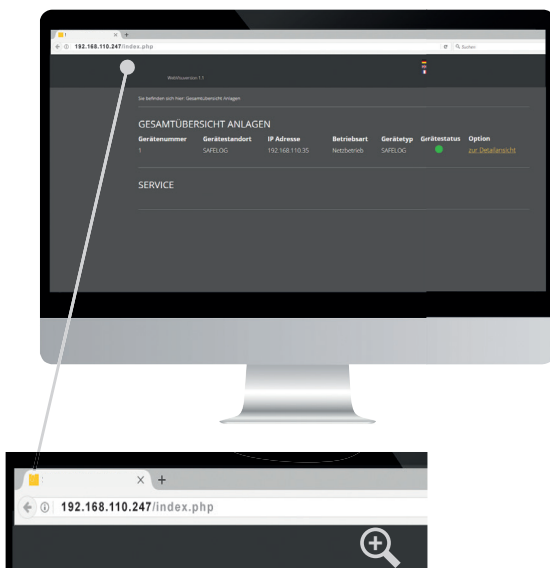 192.168.110.247/index.php
Suchen
WebVisuversion 1.1
Sie befinden sich hier: Gesamtübersicht Anlagen
GESAMTÜBERSICHT ANLAGEN
Gerätenummer Gerätestandort IP Adresse Betriebsart Gerätetyp Gerätestatus Option
1 SAFELOG 192.168.110.35 Netzbetrieb SAFELOG zur Detailansicht
SERVICE
192.168.110.247/index.php